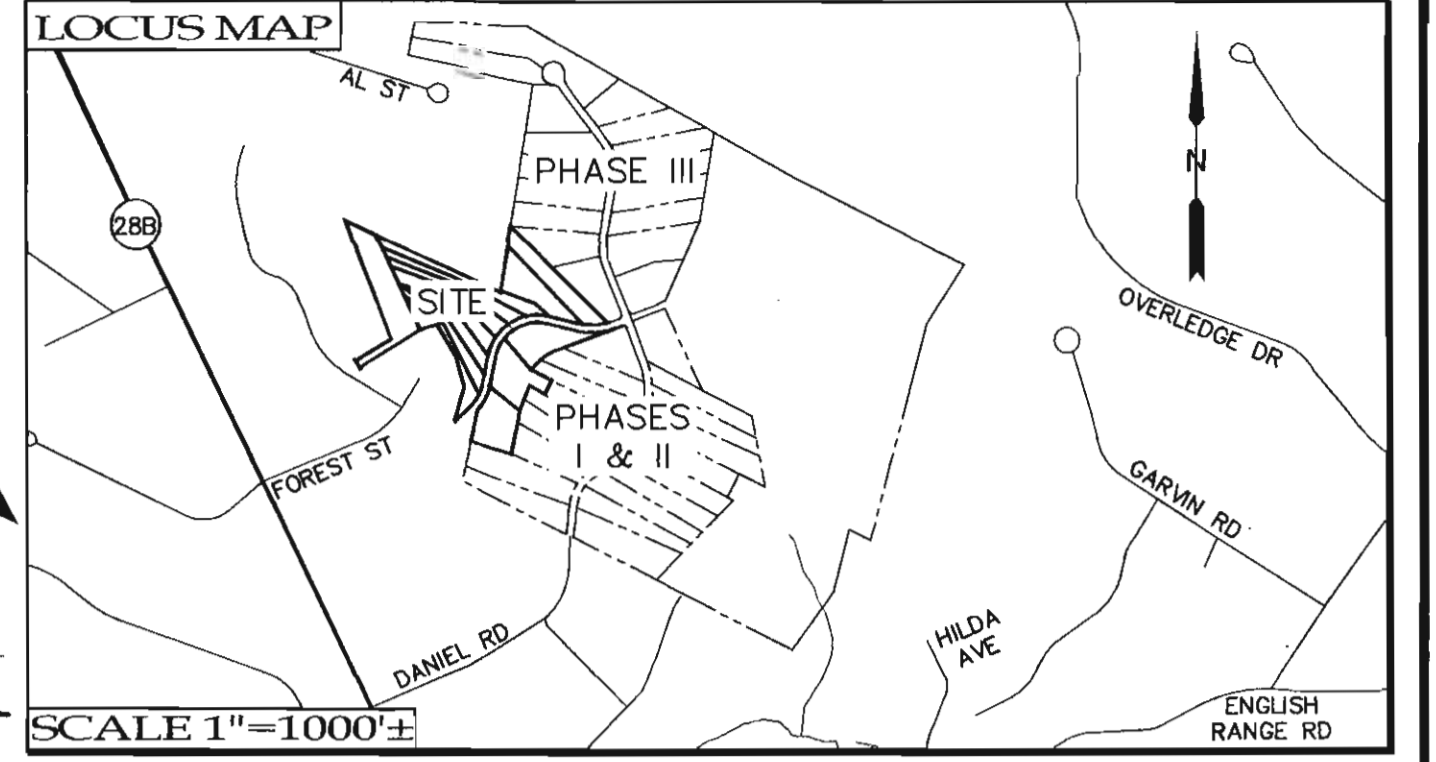 LOCUS MAP
AL ST
28B
PHASE III
N
SITE
OVERLEDGE DR
PHASES
I & II
FOREST ST
GARVIN RD
DANIEL RD
HILDA
AVE
ENGLISH
RANGE RD
SCALE 1"=1000'±